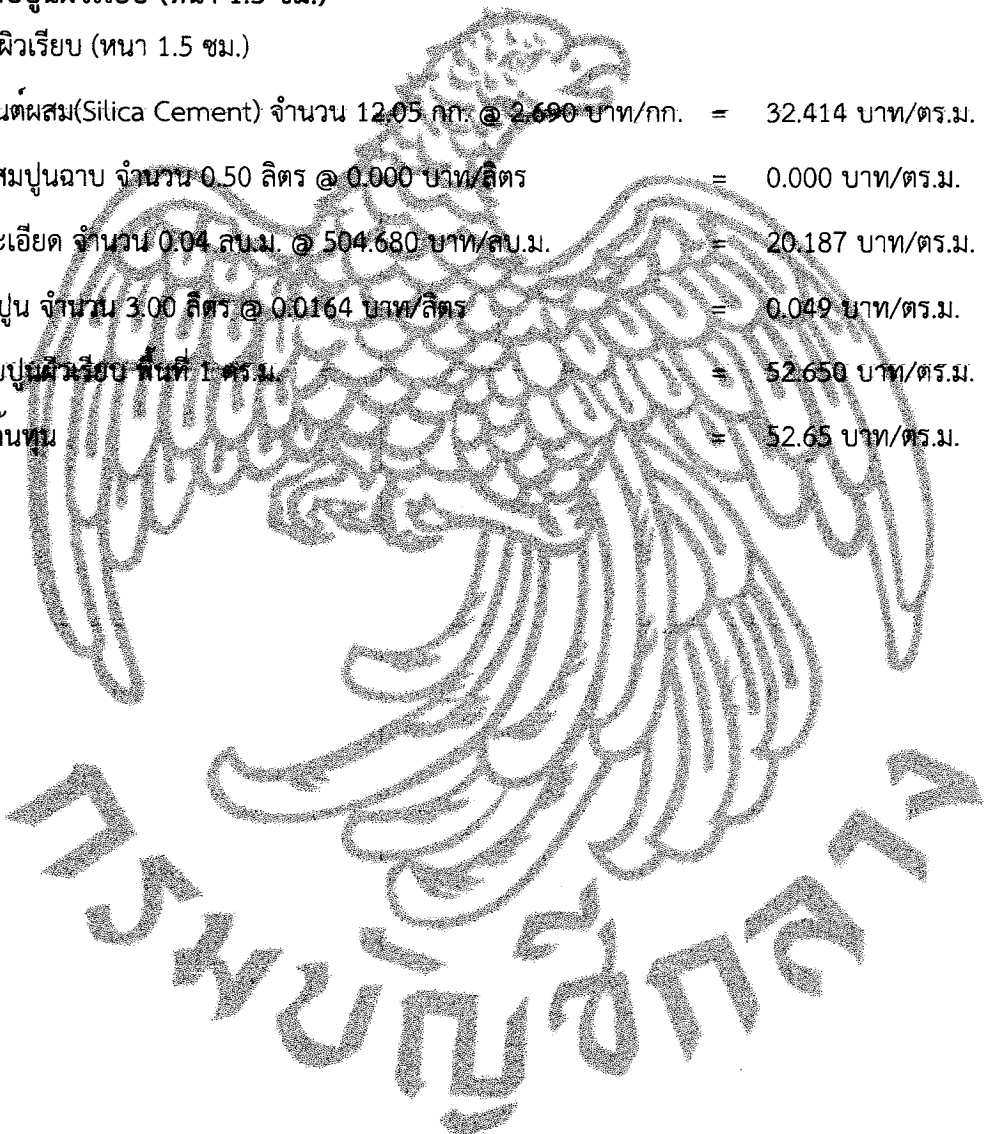 ผิวเรียบ (หนา 1.5 ซม.)
นต์ผสม(Silica Cement) จำนวน 12.05 กก. @ 2.690 บาท/กก. = 32.414 บาท/ตร.ม.
สมปูนฉาบ จำนวน 0.50 ลิตร @ 0.000 บาท/ลิตร = 0.000 บาท/ตร.ม.
ะเอียด จำนวน 0.04 ลบ.ม. @ 504.680 บาท/ลบ.ม. = 20.187 บาท/ตร.ม.
ปูน จำนวน 3.00 ลิตร @ 0.0164 บาท/ลิตร = 0.049 บาท/ตร.ม.
บปูนผิวเรียบ พื้นที่ 1 ตร.ม. = 52.650 บาท/ตร.ม.
ต้นทุน = 52.65 บาท/ตร.ม.
กรมบัญชีกลาง